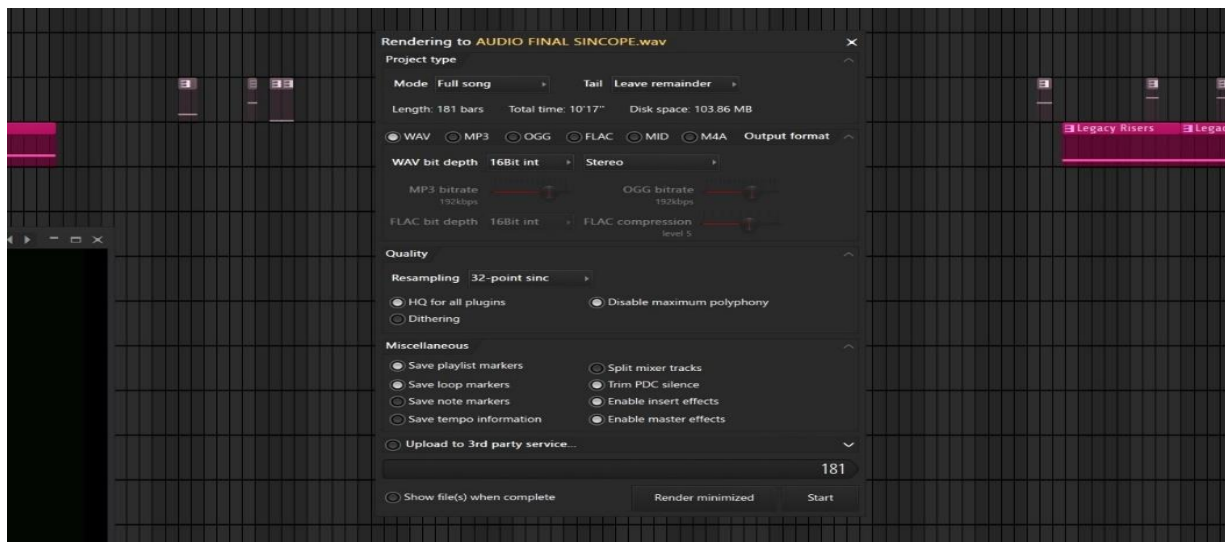 Rendering to AUDIO FINAL SINCOPE.wav
Project type
Mode Full song Tail Leave remainder
Length: 181 bars Total time: 10'17" Disk space: 103.86 MB
WAV MP3 OGG FLAC MID M4A Output format
WAV bit depth 16Bit int Stereo
MP3 bitrate OGG bitrate
192kbps 192kbps
FLAC bit depth 16Bit int FLAC compression
level 5
Quality
Resampling 32-point sinc
HQ for all plugins Disable maximum polyphony
Dithering
Miscellaneous
Save playlist markers Split mixer tracks
Save loop markers Trim PDC silence
Save note markers Enable insert effects
Save tempo information Enable master effects
Upload to 3rd party service...
181
Show file(s) when complete Render minimized Start
Legacy Risers Legac